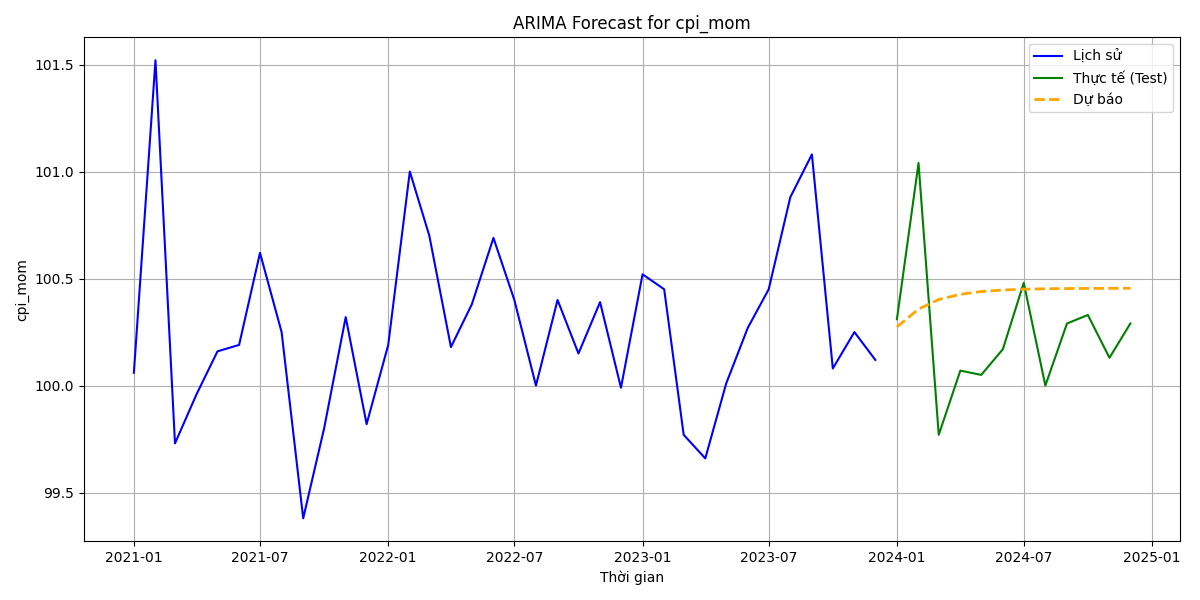 ARIMA Forecast for cpi_mom
Lịch sử
Thực tế (Test)
Dự báo
cpi_mom
101.5
101.0
100.5
100.0
99.5
2021-01
2021-07
2022-01
2022-07
2023-01
2023-07
2024-01
2024-07
2025-01
Thời gian